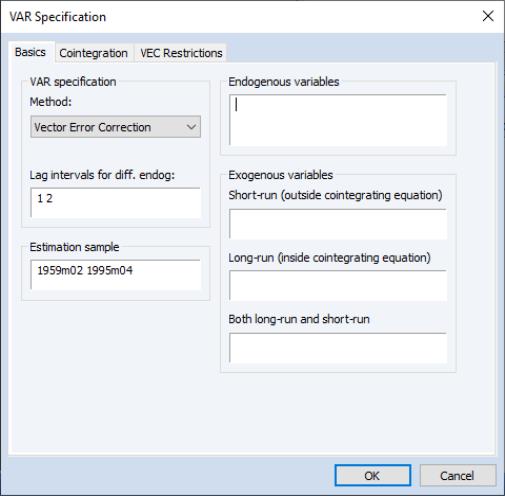 VAR Specification
Basics
Cointegration
VEC Restrictions
VAR specification
Method:
Vector Error Correction
Lag intervals for diff. endog:
1 2
Estimation sample
1959m02 1995m04
Endogenous variables
Exogenous variables
Short-run (outside cointegrating equation)
Long-run (inside cointegrating equation)
Both long-run and short-run
OK
Cancel